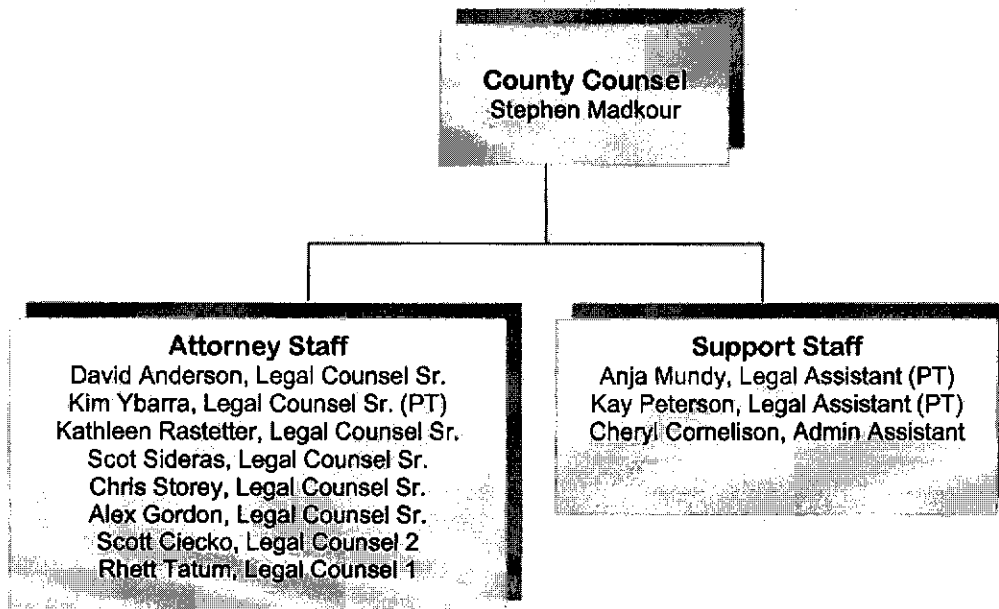 County Counsel
Stephen Madkour
Attorney Staff
David Anderson, Legal Counsel Sr.
Kim Ybarra, Legal Counsel Sr. (PT)
Kathleen Rastetter, Legal Counsel Sr.
Scot Sideras, Legal Counsel Sr.
Chris Storey, Legal Counsel Sr.
Alex Gordon, Legal Counsel Sr.
Scott Ciecko, Legal Counsel 2
Rhett Tatum, Legal Counsel 1
Support Staff
Anja Mundy, Legal Assistant (PT)
Kay Peterson, Legal Assistant (PT)
Cheryl Cornelison, Admin Assistant